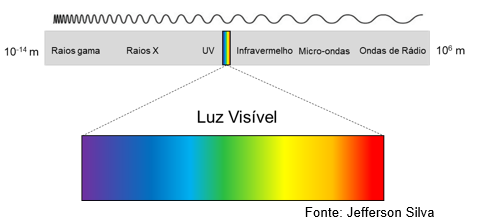 10⁻¹⁴ m Raios gama Raios X UV Infravermelho Micro-ondas Ondas de Rádio 10⁶ m
Luz Visível
Fonte: Jefferson Silva